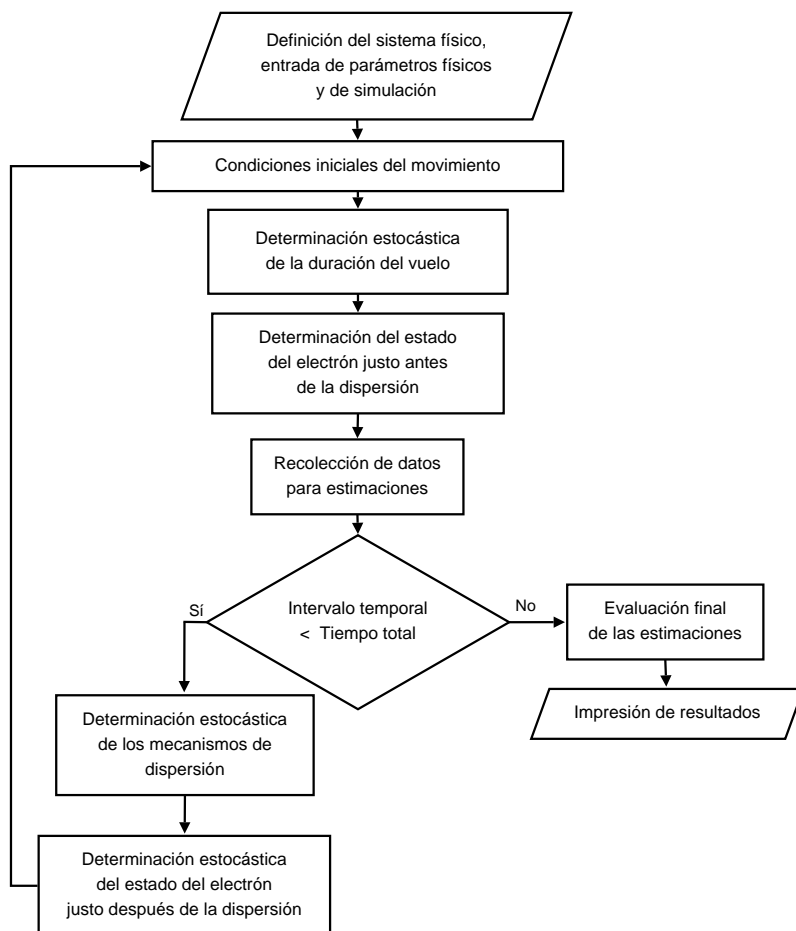 Definición del sistema físico,
entrada de parámetros físicos
y de simulación
Condiciones iniciales del movimiento
Determinación estocástica
de la duración del vuelo
Determinación del estado
del electrón justo antes
de la dispersión
Recolección de datos
para estimaciones
Intervalo temporal
< Tiempo total
Sí
No
Evaluación final
de las estimaciones
Impresión de resultados
Determinación estocástica
de los mecanismos de
dispersión
Determinación estocástica
del estado del electrón
justo después de la dispersión